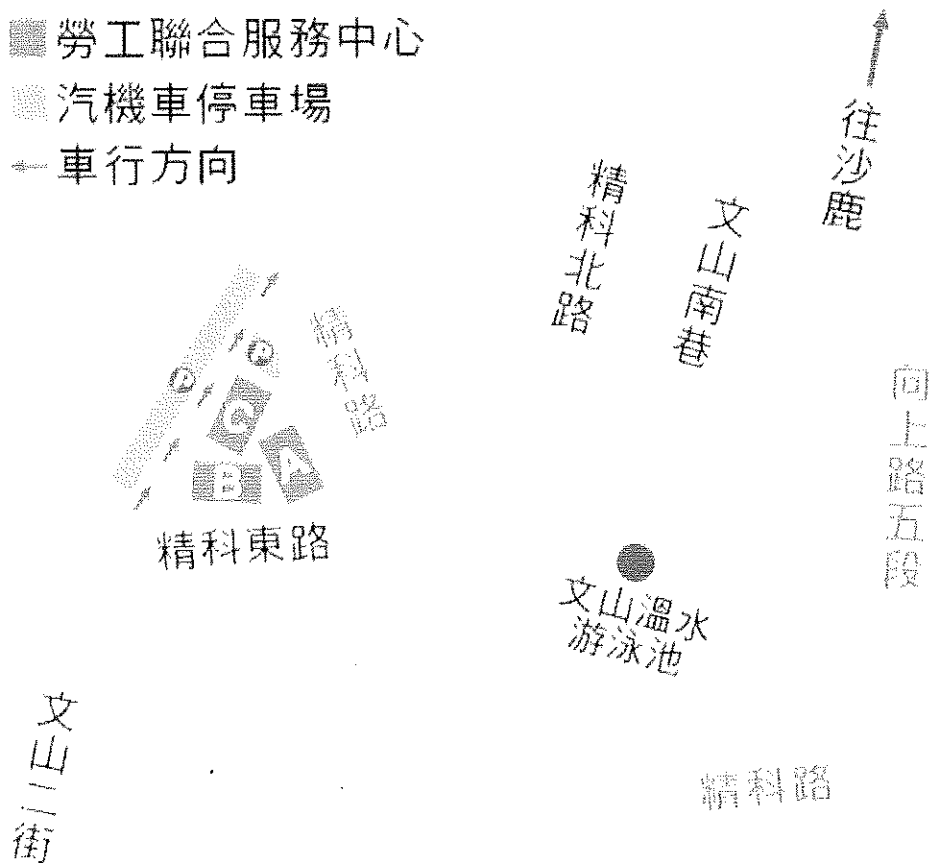 勞工聯合服務中心
汽機車停車場
車行方向
往沙鹿
精科北路
文山南巷
精科路
向上路五段
P
P
C
A
B
精科東路
文山溫水
游泳池
文山二街
精科路